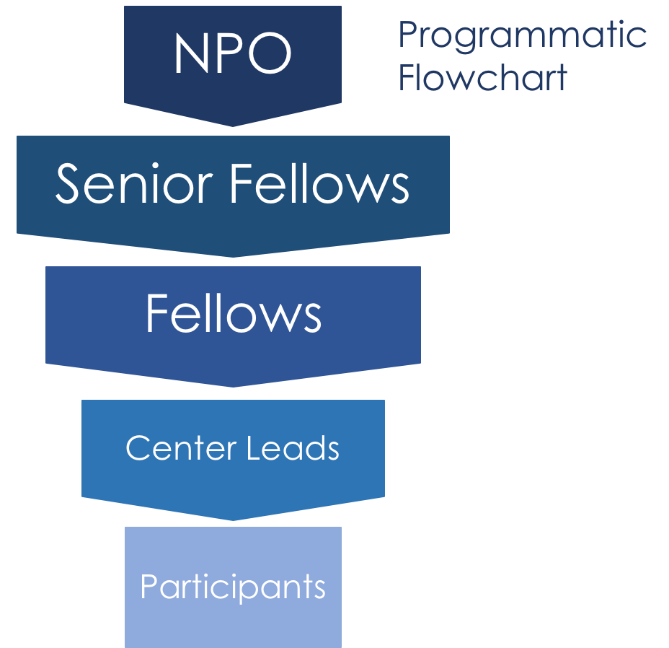 NPO
Programmatic
Flowchart
Senior Fellows
Fellows
Center Leads
Participants